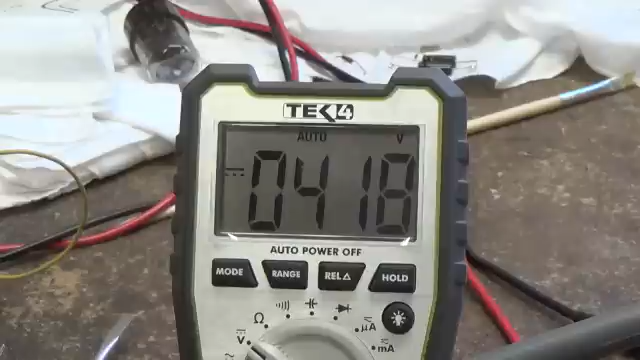 TEK4
AUTO V
0418
AUTO POWER OFF
MODE RANGE REL△ HOLD
Ω
V
μA
mA